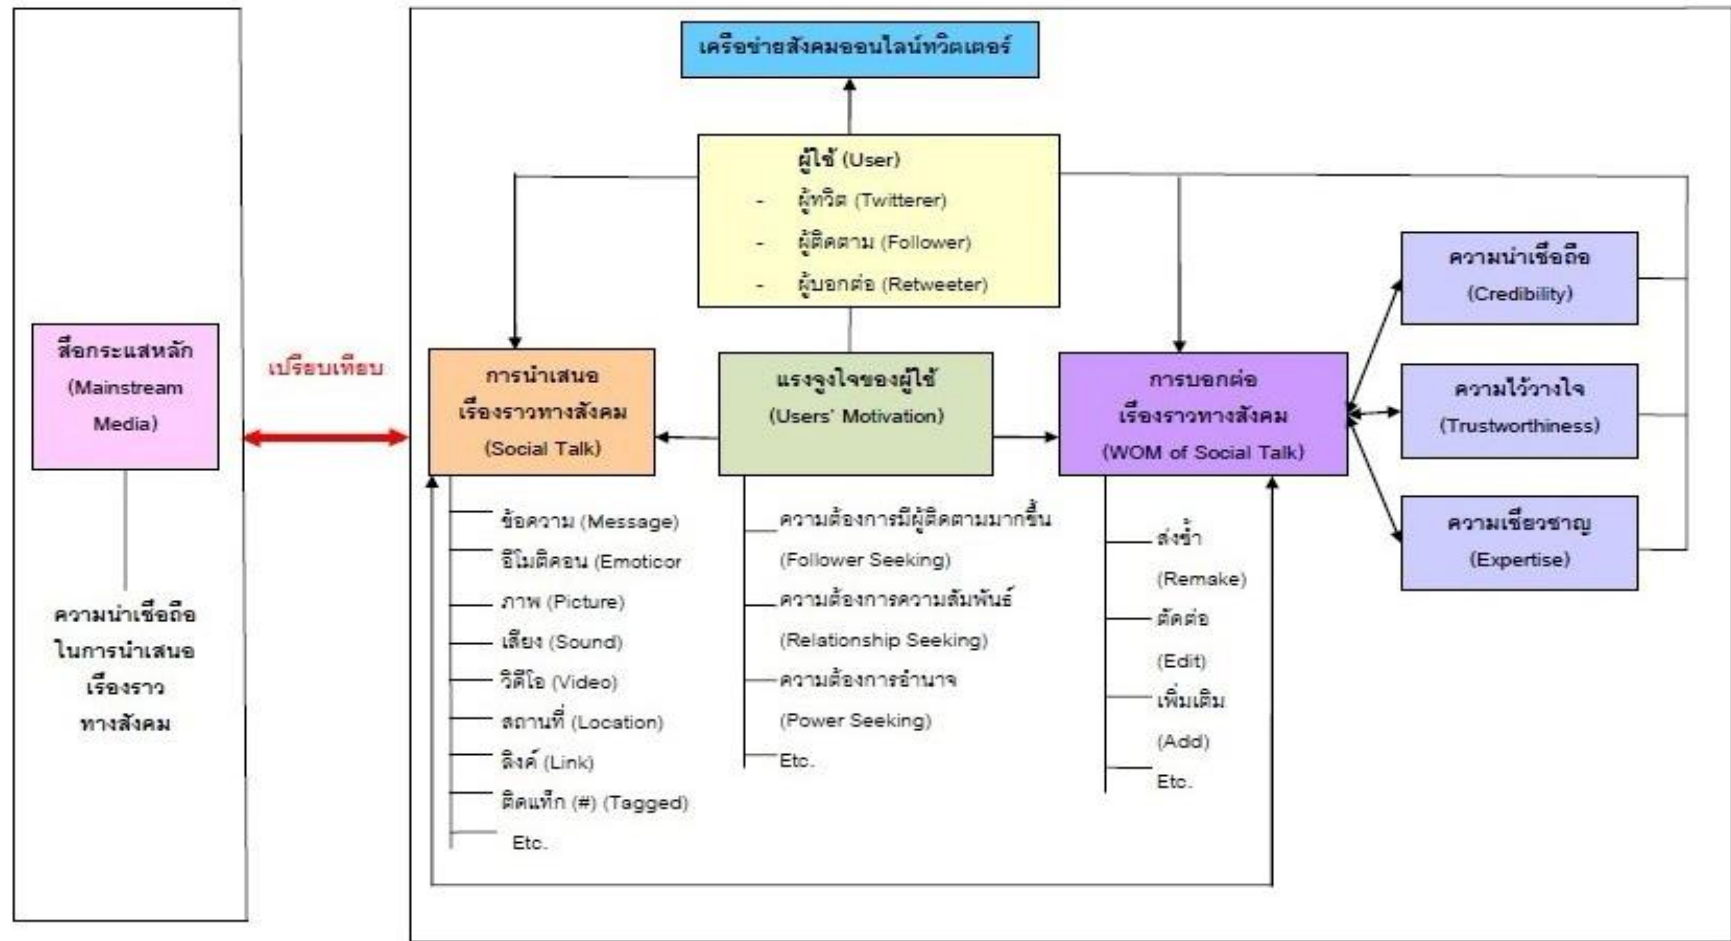 เครือข่ายสังคมออนไลน์ทวิตเตอร์
ผู้ใช้ (User)
- ผู้ทวิต (Twitterer)
- ผู้ติดตาม (Follower)
- ผู้บอกต่อ (Retweeter)
สื่อกระแสหลัก
(Mainstream
Media)
ความน่าเชื่อถือ
ในการนำเสนอ
เรื่องราว
ทางสังคม
เปรียบเทียบ
การนำเสนอ
เรื่องราวทางสังคม
(Social Talk)
ข้อความ (Message)
อีโมติคอน (Emoticor
ภาพ (Picture)
เสียง (Sound)
วิดีโอ (Video)
สถานที่ (Location)
ลิงค์ (Link)
ติดแท็ก (#) (Tagged)
Etc.
แรงจูงใจของผู้ใช้
(Users' Motivation)
ความต้องการมีผู้ติดตามมากขึ้น
(Follower Seeking)
ความต้องการความสัมพันธ์
(Relationship Seeking)
ความต้องการอำนาจ
(Power Seeking)
Etc.
การบอกต่อ
เรื่องราวทางสังคม
(WOM of Social Talk)
ส่งซ้ำ
(Remake)
ตัดต่อ
(Edit)
เพิ่มเติม
(Add)
Etc.
ความน่าเชื่อถือ
(Credibility)
ความไว้วางใจ
(Trustworthiness)
ความเชี่ยวชาญ
(Expertise)